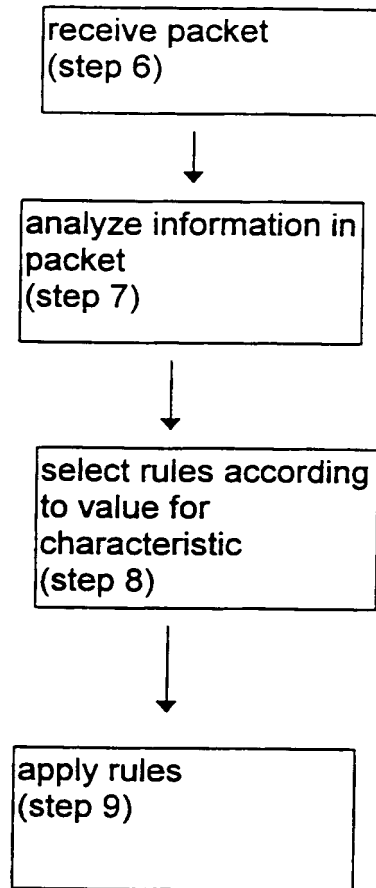 receive packet
(step 6)
analyze information in
packet
(step 7)
select rules according
to value for
characteristic
(step 8)
apply rules
(step 9)